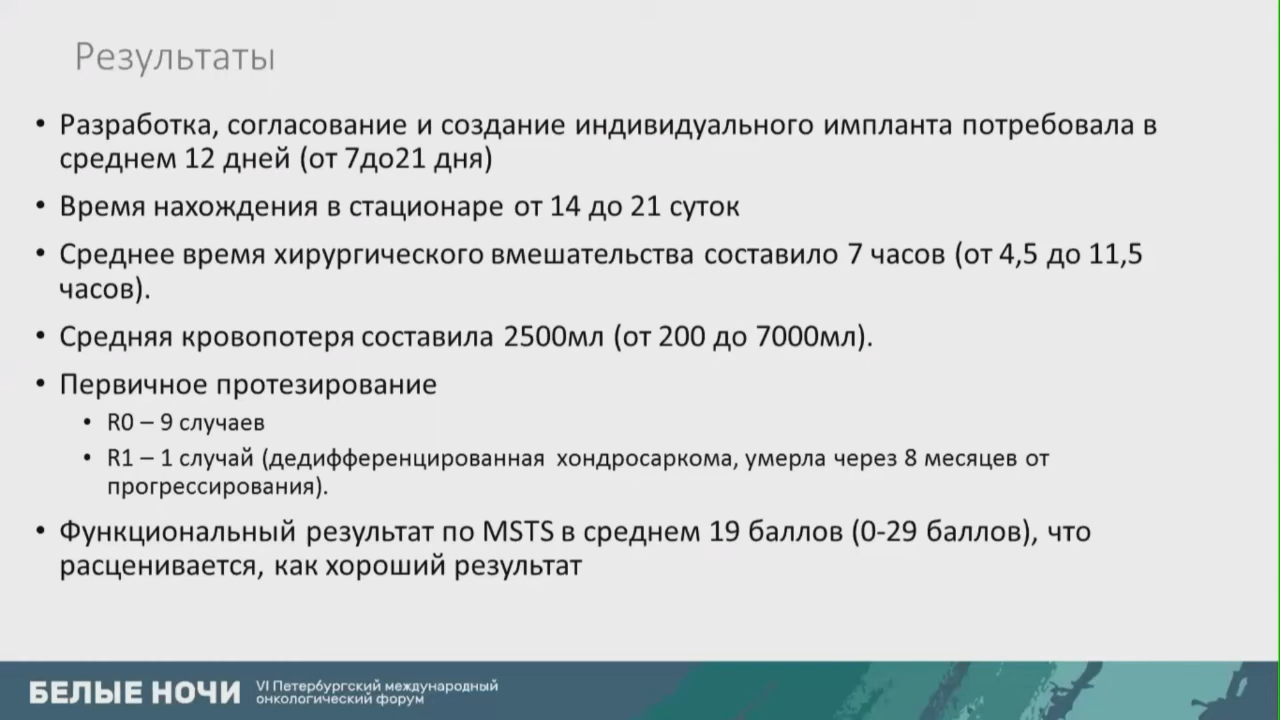 Результаты
• Разработка, согласование и создание индивидуального импланта потребовала в
среднем 12 дней (от 7до21 дня)
• Время нахождения в стационаре от 14 до 21 суток
• Среднее время хирургического вмешательства составило 7 часов (от 4,5 до 11,5
часов).
• Средняя кровопотеря составила 2500мл (от 200 до 7000мл).
• Первичное протезирование
• R0 – 9 случаев
• R1 – 1 случай (дедифференцированная хондросаркома, умерла через 8 месяцев от
прогрессирования).
• Функциональный результат по MSTS в среднем 19 баллов (0-29 баллов), что
расценивается, как хороший результат
БЕЛЫЕ НОЧИ
VI Петербургский международный
онкологический форум